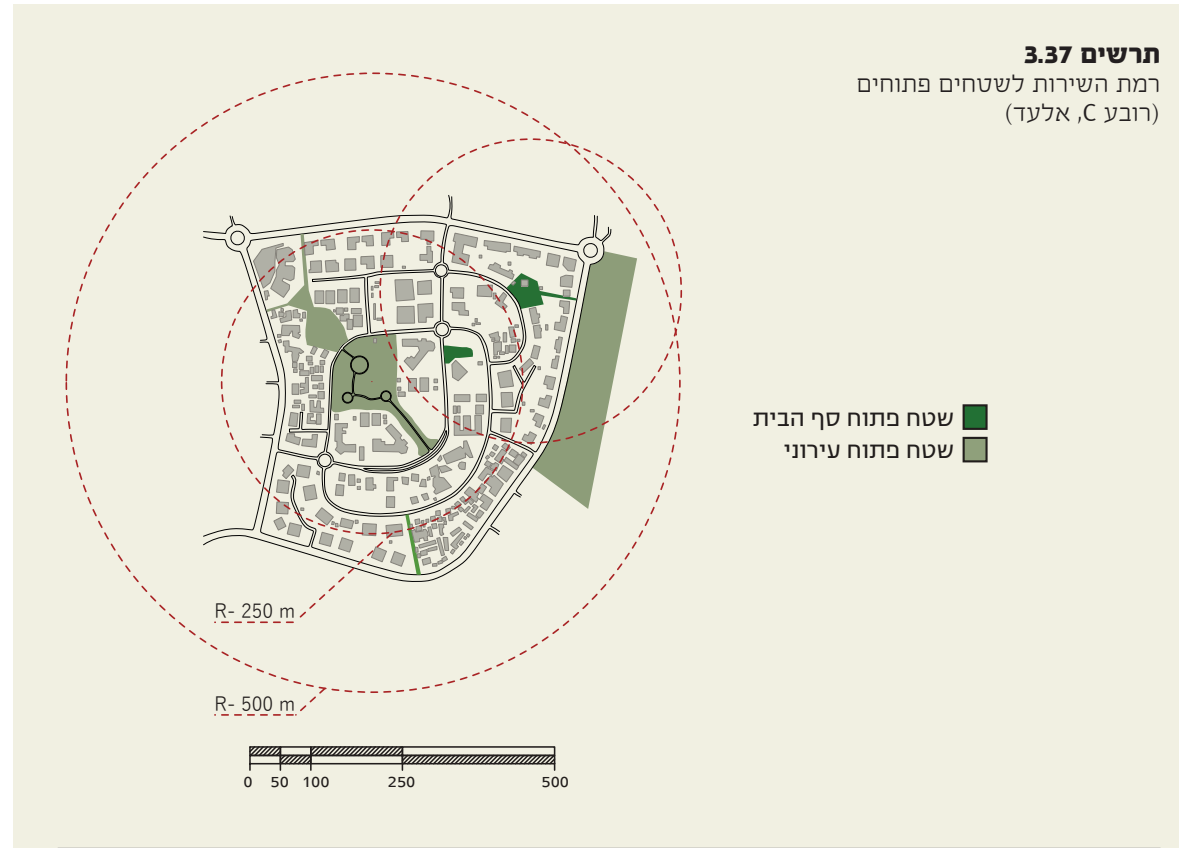 תרשים 3.37
רמת השירות לשטחים פתוחים
(רובע C, אלעד)
שטח פתוח סף הבית
שטח פתוח עירוני
R- 250 m
R- 500 m
0 50 100 250 500